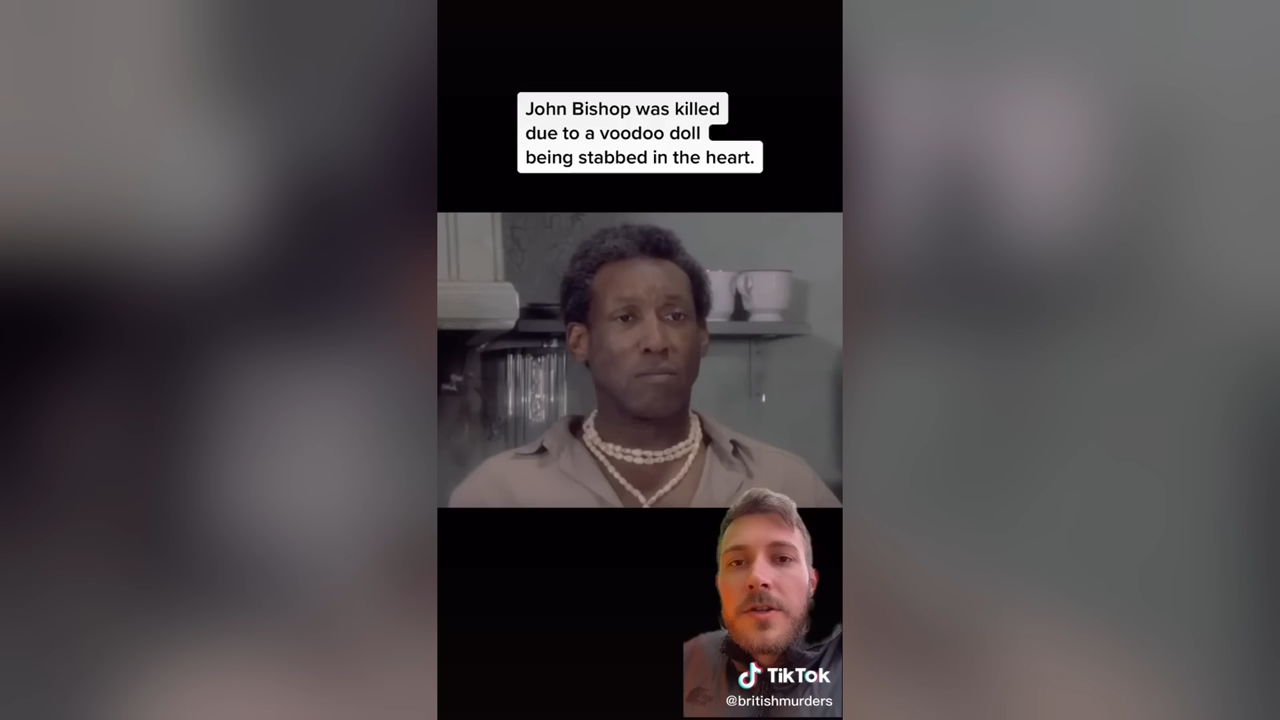 John Bishop was killed
due to a voodoo doll
being stabbed in the heart.
TikTok
@britishmurders